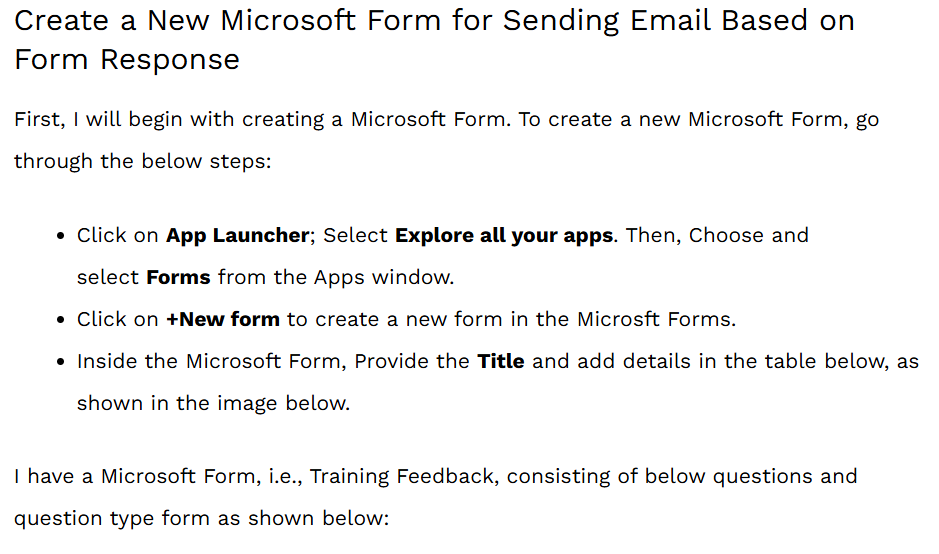 Create a New Microsoft Form for Sending Email Based on
Form Response
First, I will begin with creating a Microsoft Form. To create a new Microsoft Form, go
through the below steps:
• Click on App Launcher; Select Explore all your apps. Then, Choose and
select Forms from the Apps window.
• Click on +New form to create a new form in the Microsft Forms.
• Inside the Microsoft Form, Provide the Title and add details in the table below, as
shown in the image below.
I have a Microsoft Form, i.e., Training Feedback, consisting of below questions and
question type form as shown below: